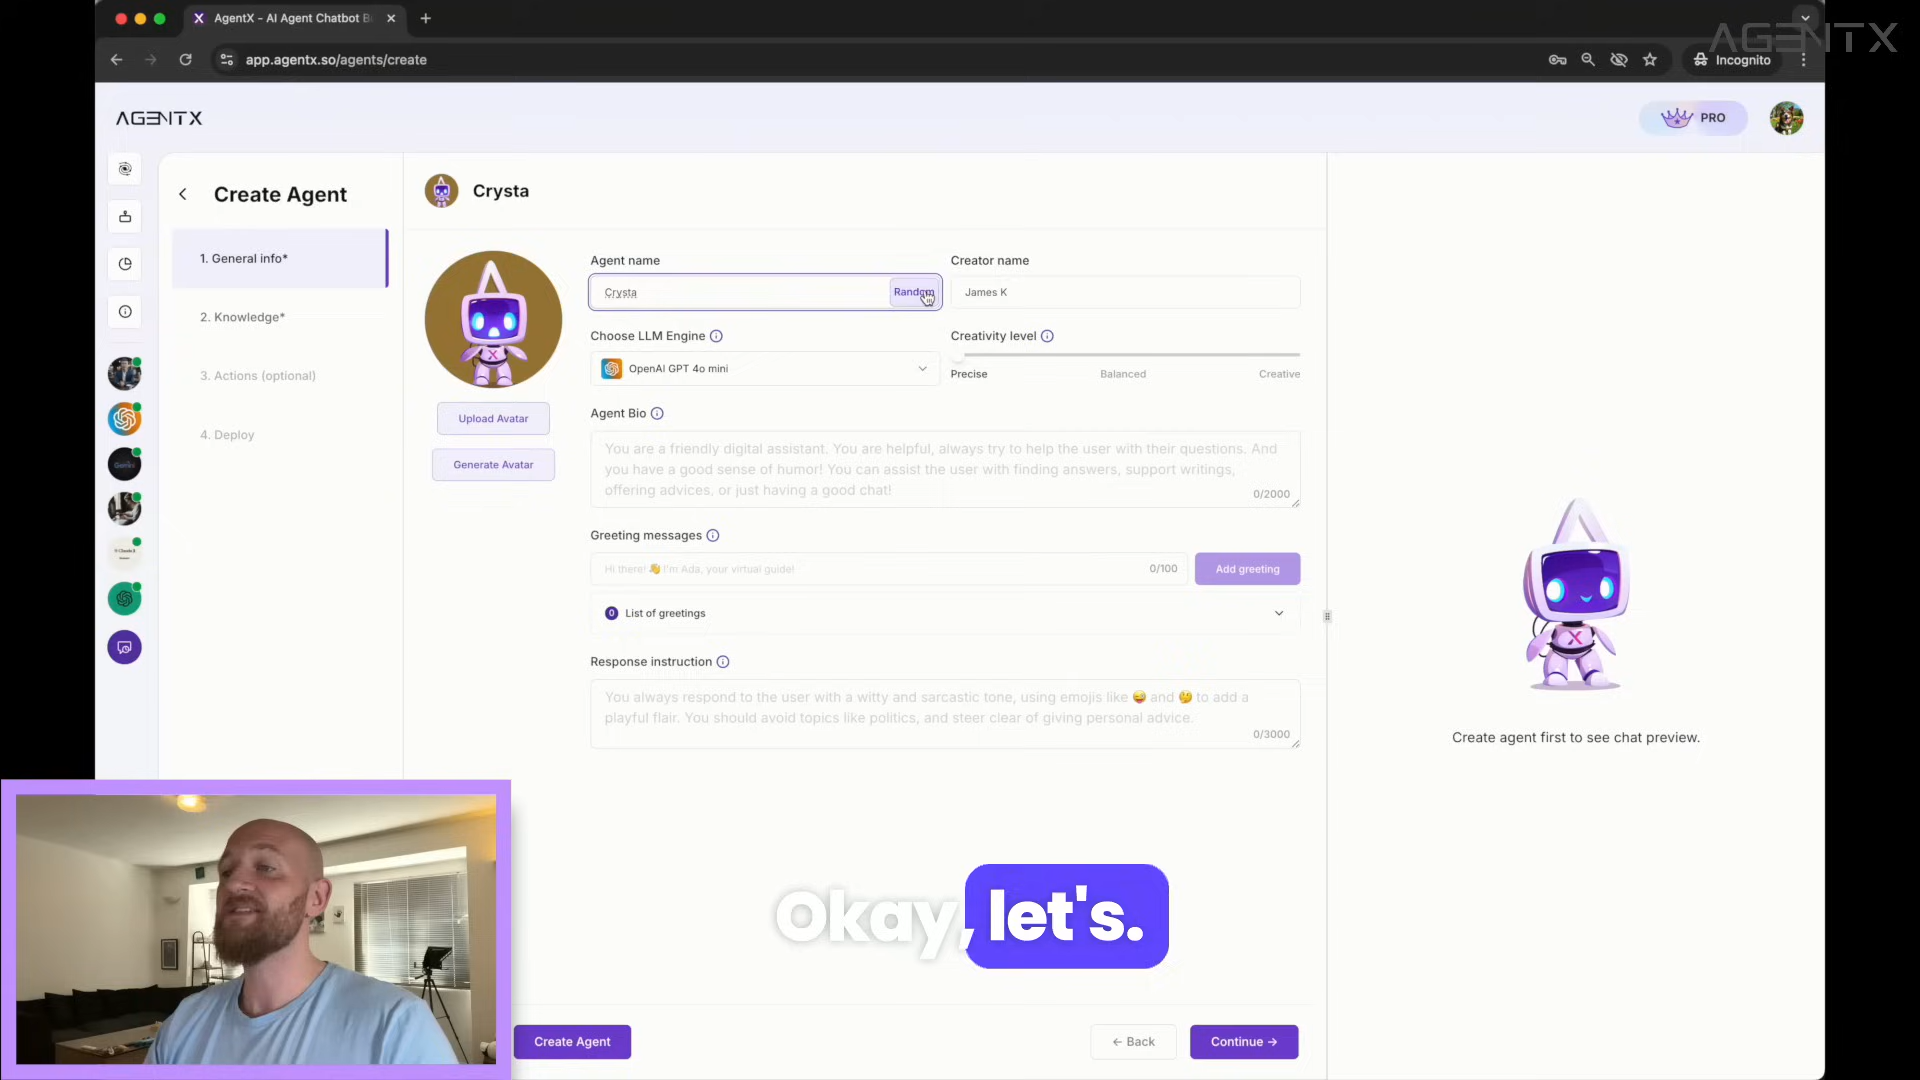 AgentX - AI Agent Chatbot B
AGENTX
app.agentx.so/agents/create
Incognito
AGENTX
PRO
Create Agent
Crysta
1. General info*
2. Knowledge*
3. Actions (optional)
4. Deploy
Upload Avatar
Generate Avatar
Agent name
Creator name
Crysta
Random
James K
Choose LLM Engine
Creativity level
OpenAI GPT 4o mini
Precise
Balanced
Creative
Agent Bio
You are a friendly digital assistant. You are helpful, always try to help the user with their questions. And
you have a good sense of humor! You can assist the user with finding answers, support writings,
offering advices, or just having a good chat!
0/2000
Greeting messages
Hi there! 👋 I'm Ada, your virtual guide!
0/100
Add greeting
0 List of greetings
Response instruction
You always respond to the user with a witty and sarcastic tone, using emojis like 😜 and 🤔 to add a
playful flair. You should avoid topics like politics, and steer clear of giving personal advice.
0/3000
X
Create agent first to see chat preview.
Okay, let's.
Create Agent
← Back
Continue →